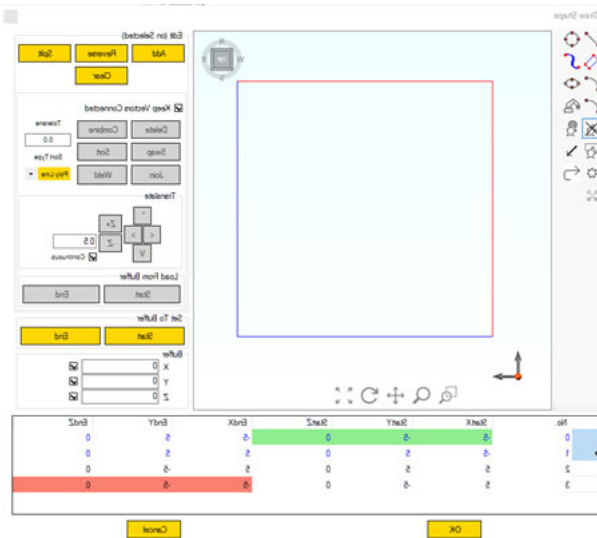 Draw Shape
Edit (on Selected)
Add Reverse Split
Clear
Keep Vectors Connected
Delete Combine Tolerane
0.0
Swap Sort Sort Type
Join Weld Poly Line
Translate
^
< > Z+
V Z-
0.5
Continuous
Load From Buffer
Start End
Set To Buffer
Start End
Buffer
X 0
Y 0
Z 0
No. StartX StartY StartZ EndX EndY EndZ
0 -5 -5 0 -5 5 0
1 -5 5 0 5 5 0
2 5 5 0 5 -5 0
3 5 -5 0 -5 -5 0
OK Cancel